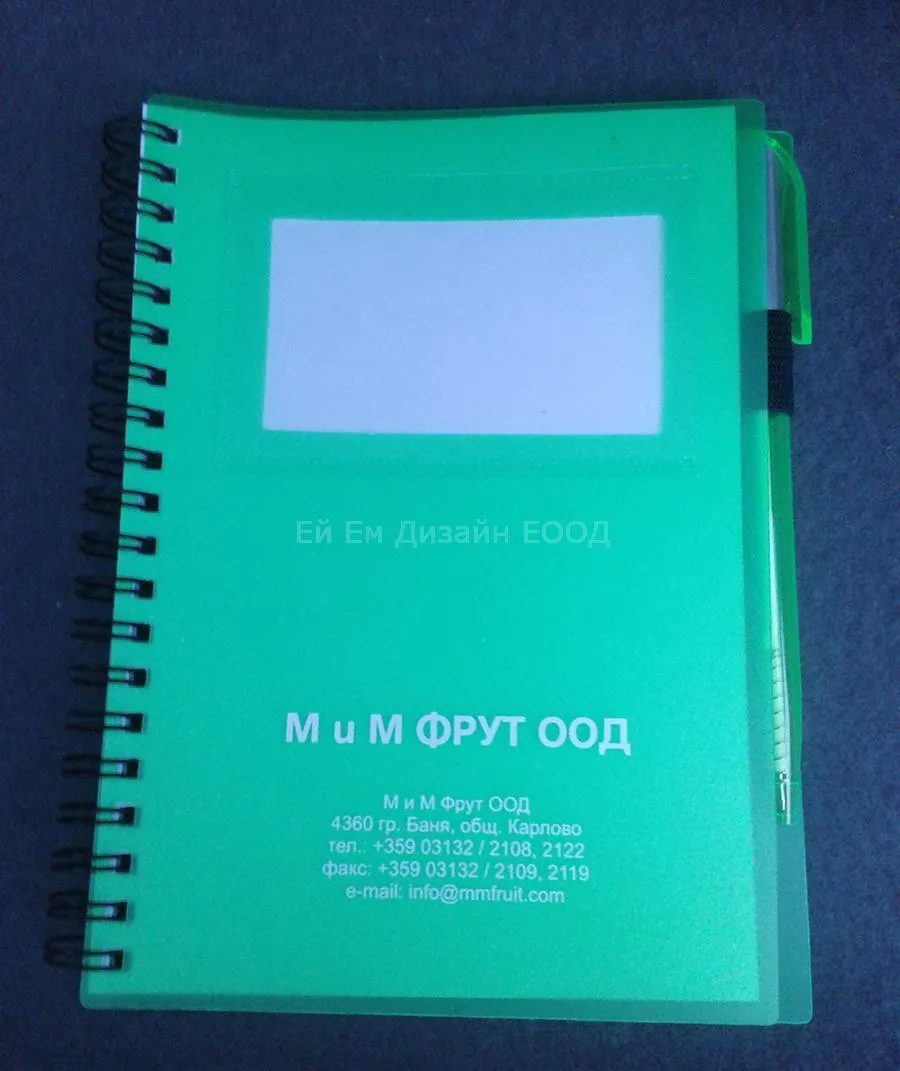 Ей Ем Дизайн ЕООД
М и М ФРУТ ООД
М и М Фрут ООД
4360 гр. Баня, общ. Карлово
тел.: +359 03132 / 2108, 2122
факс: +359 03132 / 2109, 2119
e-mail: info@mmfruit.com